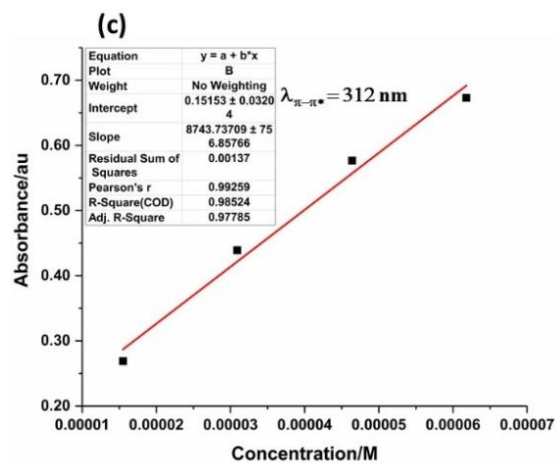 (c)
Equation y = a + b*x
Plot B
Weight No Weighting
Intercept 0.15153 ± 0.0320
4
Slope 8743.73709 ± 75
6.85766
Residual Sum of
Squares 0.00137
Pearson's r 0.99259
R-Square(COD) 0.98524
Adj. R-Square 0.97785
λπ−π* = 312 nm
Absorbance/au
0.70
0.60
0.50
0.40
0.30
0.20
0.00001 0.00002 0.00003 0.00004 0.00005 0.00006 0.00007
Concentration/M